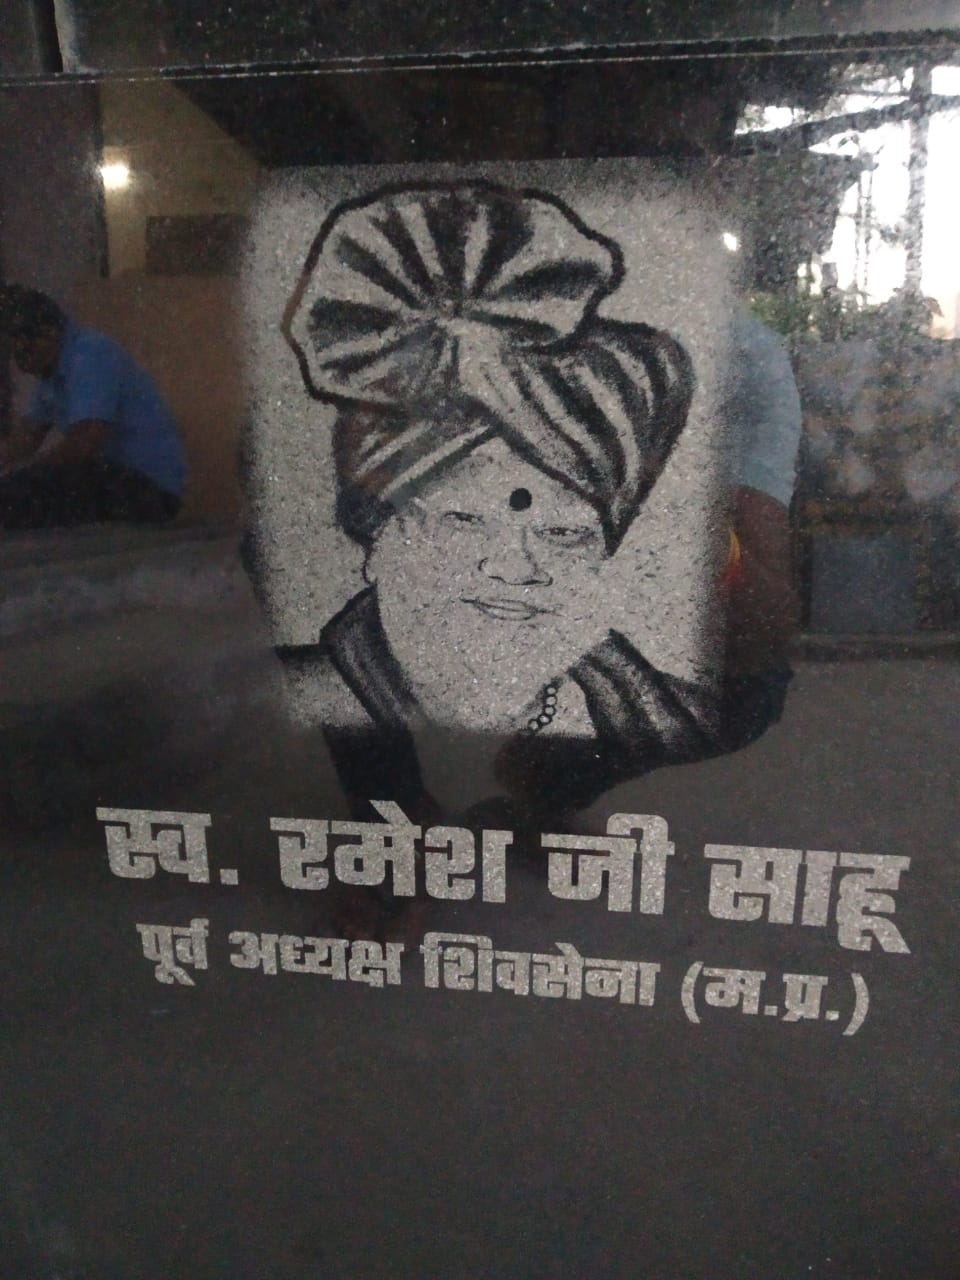 स्व. रमेश जी साहू
पूर्व अध्यक्ष शिवसेना (म.प्र.)